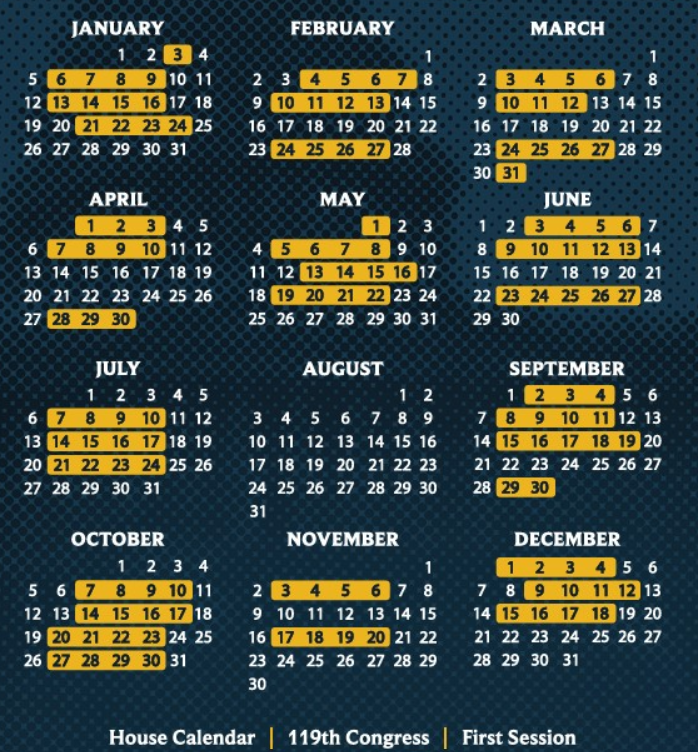 JANUARY
1 2 3 4
5 6 7 8 9 10 11
12 13 14 15 16 17 18
19 20 21 22 23 24 25
26 27 28 29 30 31
FEBRUARY
1
2 3 4 5 6 7 8
9 10 11 12 13 14 15
16 17 18 19 20 21 22
23 24 25 26 27 28
MARCH
1
2 3 4 5 6 7 8
9 10 11 12 13 14 15
16 17 18 19 20 21 22
23 24 25 26 27 28 29
30 31
APRIL
1 2 3 4 5
6 7 8 9 10 11 12
13 14 15 16 17 18 19
20 21 22 23 24 25 26
27 28 29 30
MAY
1 2 3
4 5 6 7 8 9 10
11 12 13 14 15 16 17
18 19 20 21 22 23 24
25 26 27 28 29 30 31
JUNE
1 2 3 4 5 6 7
8 9 10 11 12 13 14
15 16 17 18 19 20 21
22 23 24 25 26 27 28
29 30
JULY
1 2 3 4 5
6 7 8 9 10 11 12
13 14 15 16 17 18 19
20 21 22 23 24 25 26
27 28 29 30 31
AUGUST
1 2
3 4 5 6 7 8 9
10 11 12 13 14 15 16
17 18 19 20 21 22 23
24 25 26 27 28 29 30
31
SEPTEMBER
1 2 3 4 5 6
7 8 9 10 11 12 13
14 15 16 17 18 19 20
21 22 23 24 25 26 27
28 29 30
OCTOBER
1 2 3 4
5 6 7 8 9 10 11
12 13 14 15 16 17 18
19 20 21 22 23 24 25
26 27 28 29 30 31
NOVEMBER
1
2 3 4 5 6 7 8
9 10 11 12 13 14 15
16 17 18 19 20 21 22
23 24 25 26 27 28 29
30
DECEMBER
1 2 3 4 5 6
7 8 9 10 11 12 13
14 15 16 17 18 19 20
21 22 23 24 25 26 27
28 29 30 31
House Calendar | 119th Congress | First Session